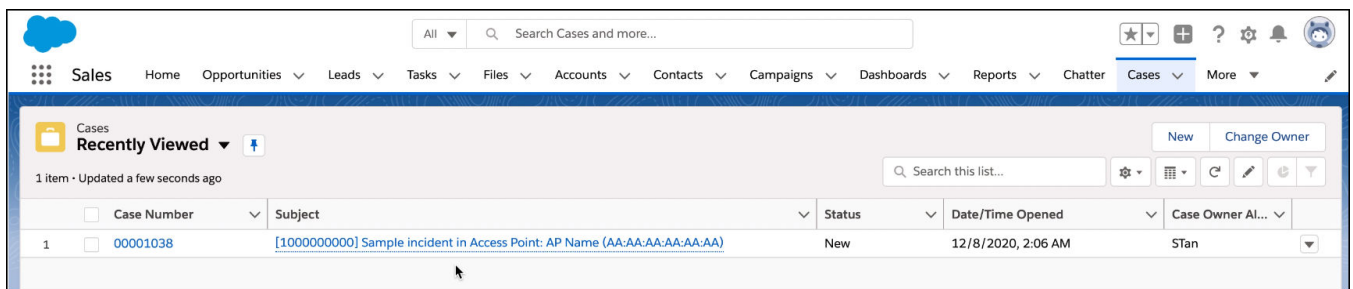 All Search Cases and more...
Sales Home Opportunities Leads Tasks Files Accounts Contacts Campaigns Dashboards Reports Chatter Cases More
Cases
Recently Viewed
New Change Owner
1 item • Updated a few seconds ago
Search this list...
Case Number Subject Status Date/Time Opened Case Owner Al...
1 00001038 [1000000000] Sample incident in Access Point: AP Name (AA:AA:AA:AA:AA:AA) New 12/8/2020, 2:06 AM STan